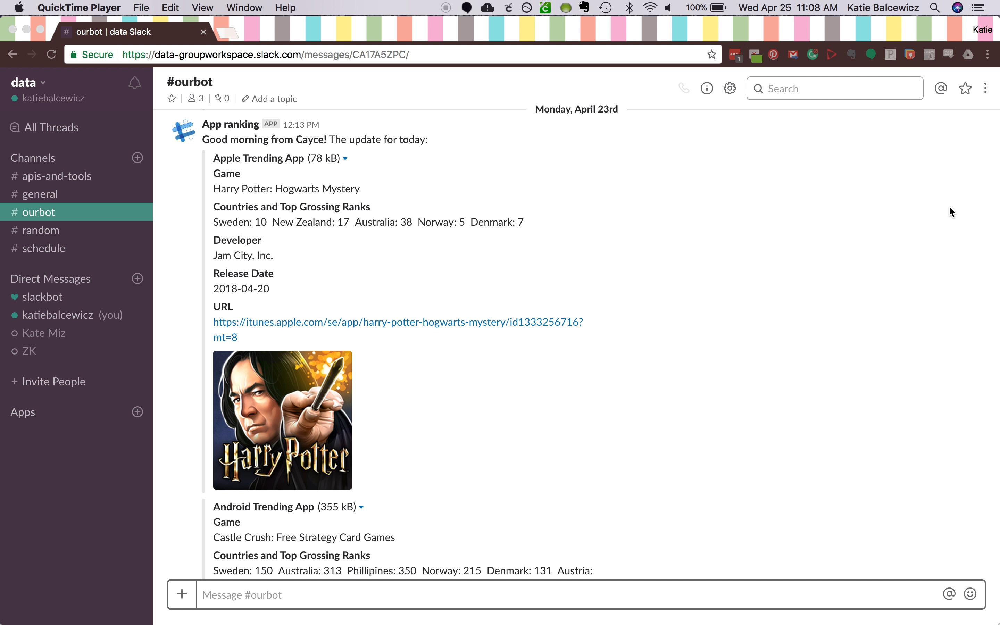 QuickTime Player File Edit View Window Help 100% Wed Apr 25 11:08 AM Katie Balcewicz
# ourbot | data Slack Katie
Secure https://data-groupworkspace.slack.com/messages/CA17A5ZPC/ 1
data
katiebalcewicz
All Threads
Channels
# apis-and-tools
# general
# ourbot
# random
# schedule
Direct Messages
slackbot
katiebalcewicz (you)
Kate Miz
ZK
+ Invite People
Apps
#ourbot
3 0 Add a topic
Search
Monday, April 23rd
App ranking APP 12:13 PM
Good morning from Cayce! The update for today:
Apple Trending App (78 kB)
Game
Harry Potter: Hogwarts Mystery
Countries and Top Grossing Ranks
Sweden: 10 New Zealand: 17 Australia: 38 Norway: 5 Denmark: 7
Developer
Jam City, Inc.
Release Date
2018-04-20
URL
https://itunes.apple.com/se/app/harry-potter-hogwarts-mystery/id1333256716?
mt=8
Harry Potter
Android Trending App (355 kB)
Game
Castle Crush: Free Strategy Card Games
Countries and Top Grossing Ranks
Sweden: 150 Australia: 313 Phillipines: 350 Norway: 215 Denmark: 131 Austria:
Message #ourbot